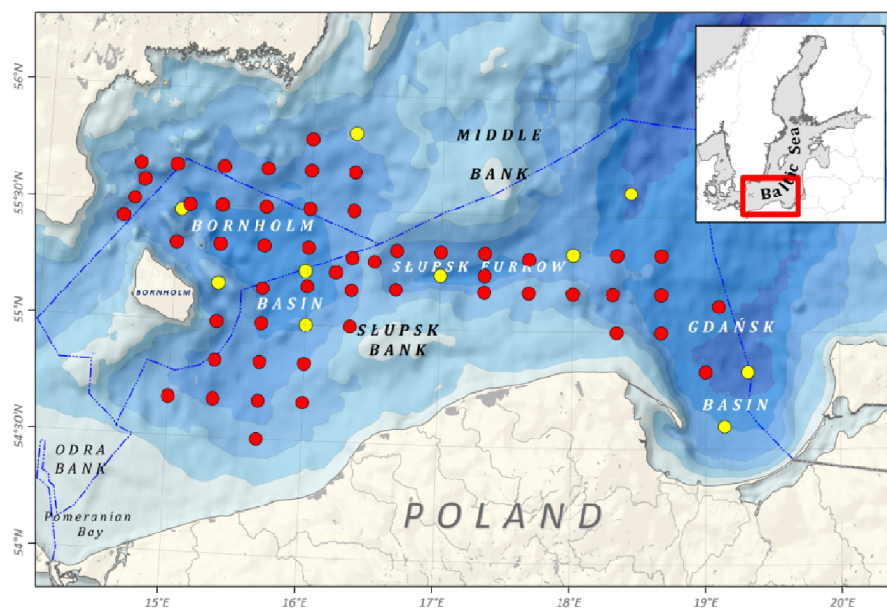 56°N
55°30'N
55°N
54°30'N
54°N
MIDDLE
BANK
Baltic Sea
BORNHOLM
BASIN
BORNHOLM
SŁUPSK FURROW
SŁUPSK
BANK
GDAŃSK
BASIN
ODRA
BANK
Pomeranian
Bay
POLAND
15°E
16°E
17°E
18°E
19°E
20°E